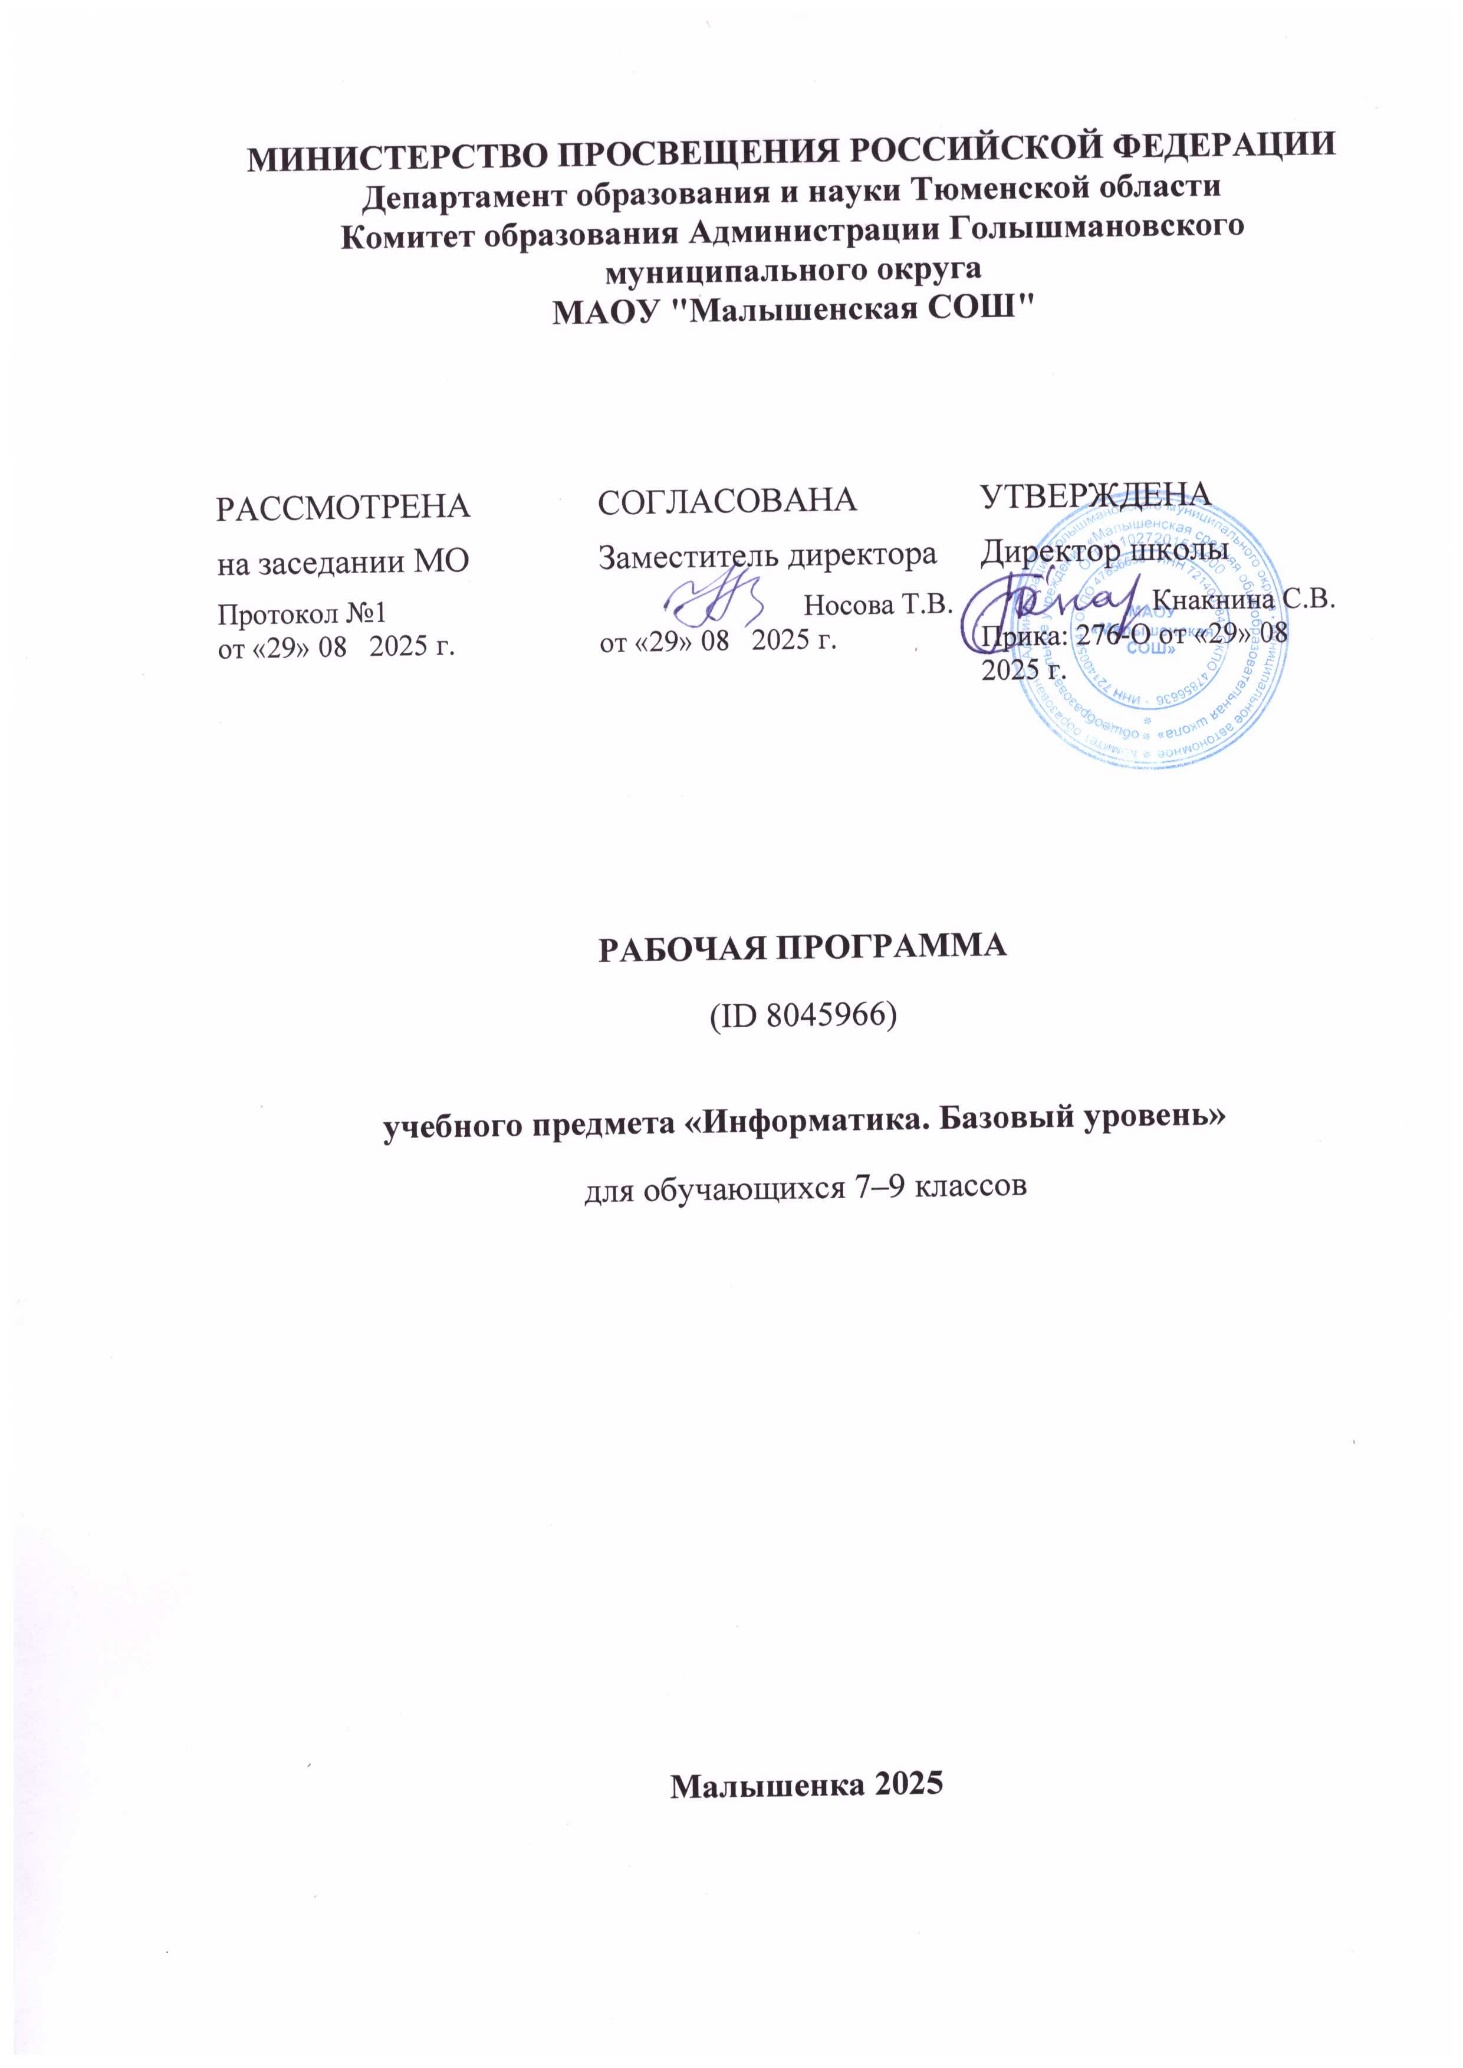 МИНИСТЕРСТВО ПРОСВЕЩЕНИЯ РОССИЙСКОЙ ФЕДЕРАЦИИ
Департамент образования и науки Тюменской области
Комитет образования Администрации Голышмановского
муниципального округа
МАОУ "Малышенская СОШ"
РАССМОТРЕНА
на заседании МО
Протокол №1
от «29» 08 2025 г.
СОГЛАСОВАНА
Заместитель директора
Носова Т.В.
от «29» 08 2025 г.
УТВЕРЖДЕНА
Директор школы
Кнакнина С.В.
Прика: 276-О от «29» 08
2025 г.
МАОУ
«Малышенская
СОШ»
РАБОЧАЯ ПРОГРАММА
(ID 8045966)
учебного предмета «Информатика. Базовый уровень»
для обучающихся 7–9 классов
Малышенка 2025